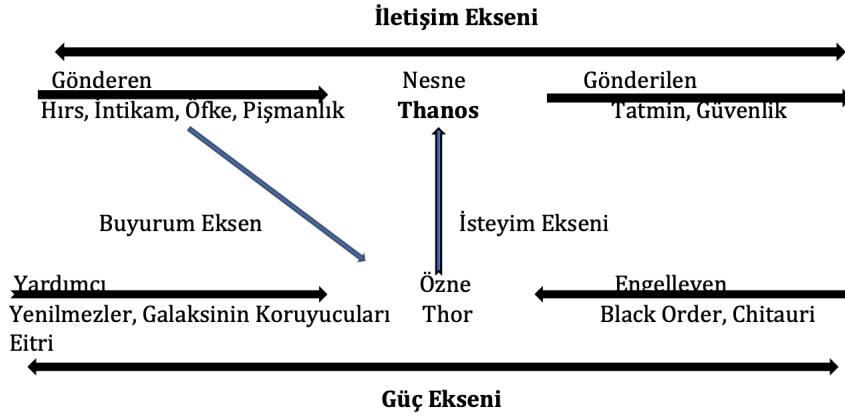 İletişim Ekseni
Gönderen Nesne Gönderilen
Hırs, İntikam, Öfke, Pişmanlık Thanos Tatmin, Güvenlik
Buyurum Eksen İsteyim Ekseni
Yardımcı Özne Engelleyen
Yenilmezler, Galaksinin Koruyucuları Thor Black Order, Chitauri
Eitri
Güç Ekseni